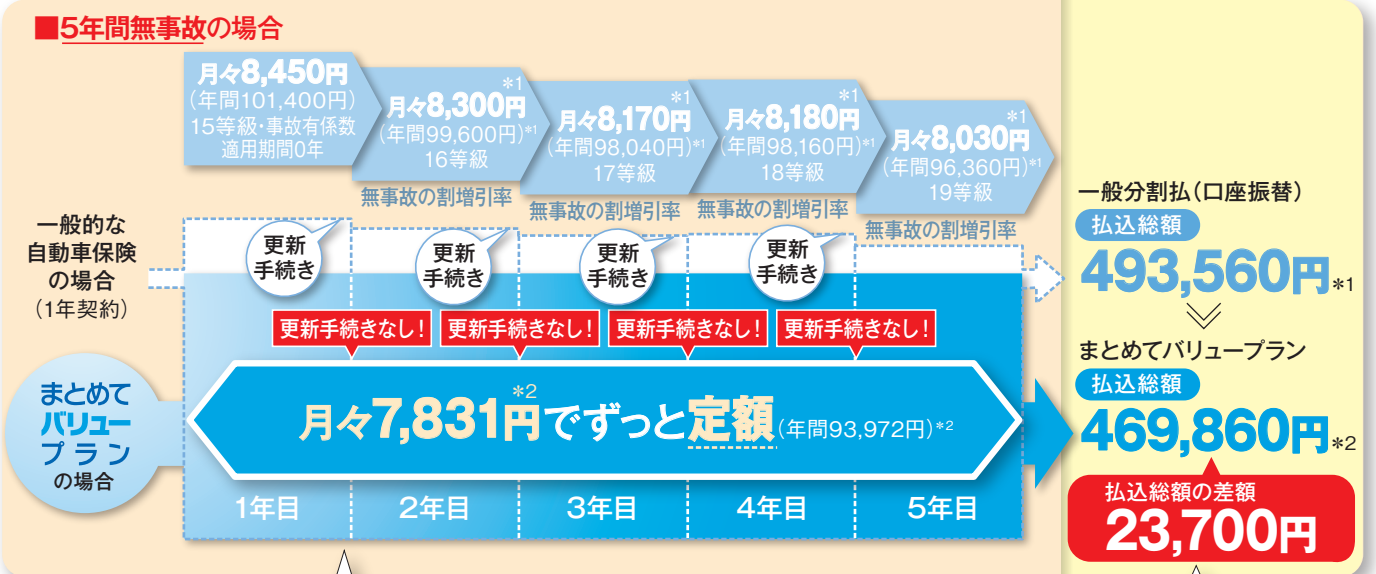 ■5年間無事故の場合
月々8,450円
(年間101,400円)
15等級・事故有係数
適用期間0年
月々8,300円*1
(年間99,600円)*1
16等級
無事故の割増引率
月々8,170円*1
(年間98,040円)*1
17等級
無事故の割増引率
月々8,180円*1
(年間98,160円)*1
18等級
無事故の割増引率
月々8,030円*1
(年間96,360円)*1
19等級
無事故の割増引率
一般的な
自動車保険
の場合
(1年契約)
更新
手続き
更新
手続き
更新
手続き
更新
手続き
更新手続きなし!
更新手続きなし!
更新手続きなし!
更新手続きなし!
まとめて
バリュー
プラン
の場合
月々7,831円*2でずっと定額(年間93,972円)*2
1年目
2年目
3年目
4年目
5年目
一般分割払(口座振替)
払込総額
493,560円*1
まとめてバリュープラン
払込総額
469,860円*2
払込総額の差額
23,700円